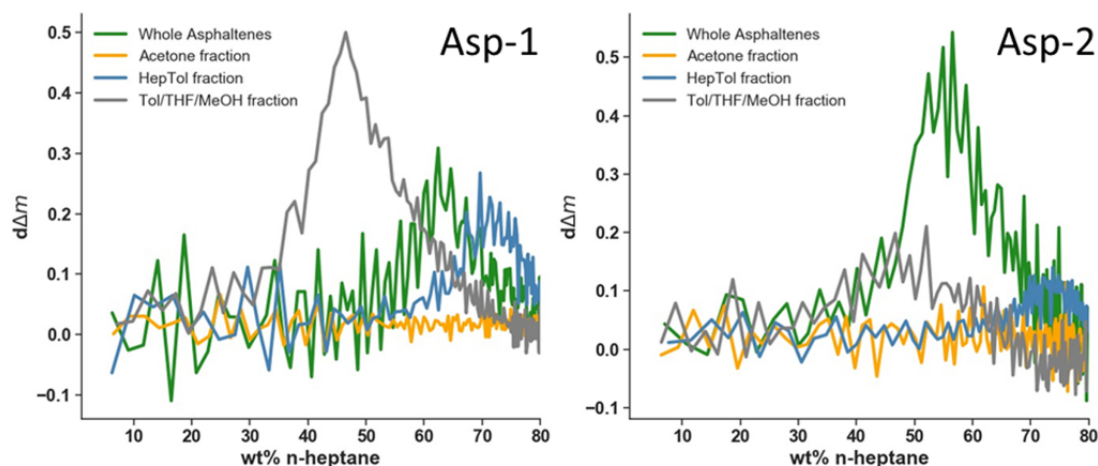 Asp-1
Whole Asphaltenes
Acetone fraction
HepTol fraction
Tol/THF/MeOH fraction
0.5
0.4
0.3
0.2
0.1
0.0
−0.1
dΔm
10 20 30 40 50 60 70 80
wt% n-heptane
Asp-2
Whole Asphaltenes
Acetone fraction
HepTol fraction
Tol/THF/MeOH fraction
0.5
0.4
0.3
0.2
0.1
0.0
−0.1
dΔm
10 20 30 40 50 60 70 80
wt% n-heptane